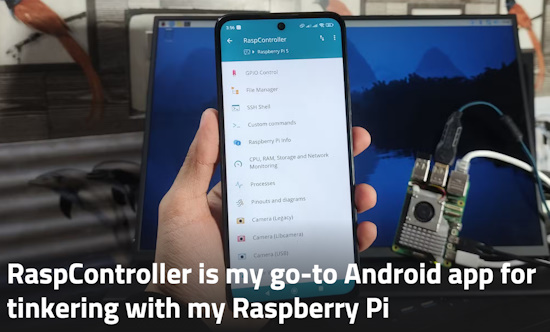 3:56
RaspController
Raspberry Pi 5
GPIO Control
File Manager
SSH Shell
Custom commands
Raspberry Pi Info
CPU, RAM, Storage and Network
Monitoring
Processes
Pinouts and diagrams
Camera (Legacy)
Camera (Libcamera)
Camera (USB)
RaspController is my go-to Android app for
tinkering with my Raspberry Pi